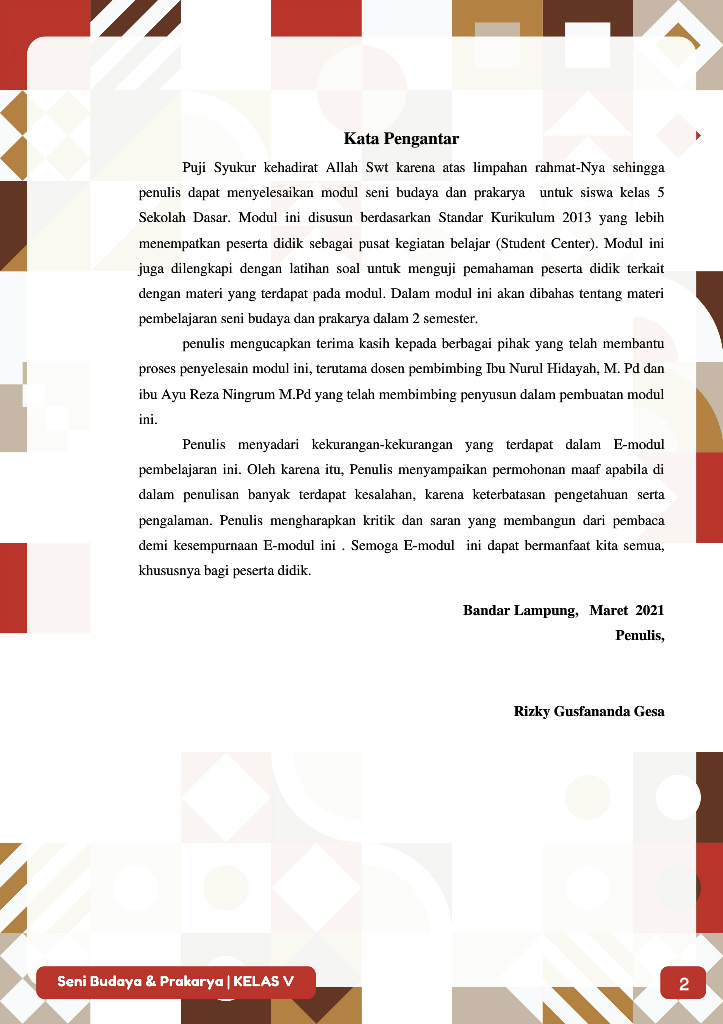 Kata Pengantar
Puji Syukur kehadirat Allah Swt karena atas limpahan rahmat-Nya sehingga
penulis dapat menyelesaikan modul seni budaya dan prakarya untuk siswa kelas 5
Sekolah Dasar. Modul ini disusun berdasarkan Standar Kurikulum 2013 yang lebih
menempatkan peserta didik sebagai pusat kegiatan belajar (Student Center). Modul ini
juga dilengkapi dengan latihan soal untuk menguji pemahaman peserta didik terkait
dengan materi yang terdapat pada modul. Dalam modul ini akan dibahas tentang materi
pembelajaran seni budaya dan prakarya dalam 2 semester.
penulis mengucapkan terima kasih kepada berbagai pihak yang telah membantu
proses penyelesain modul ini, terutama dosen pembimbing Ibu Nurul Hidayah, M. Pd dan
ibu Ayu Reza Ningrum M.Pd yang telah membimbing penyusun dalam pembuatan modul
ini.
Penulis menyadari kekurangan-kekurangan yang terdapat dalam E-modul
pembelajaran ini. Oleh karena itu, Penulis menyampaikan permohonan maaf apabila di
dalam penulisan banyak terdapat kesalahan, karena keterbatasan pengetahuan serta
pengalaman. Penulis mengharapkan kritik dan saran yang membangun dari pembaca
demi kesempurnaan E-modul ini . Semoga E-modul ini dapat bermanfaat kita semua,
khususnya bagi peserta didik.
Bandar Lampung, Maret 2021
Penulis,
Rizky Gusfananda Gesa
Seni Budaya & Prakarya | KELAS V
2